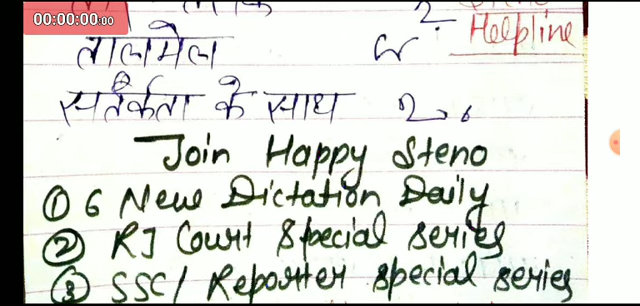 00:00:00:00
Helpline
तालमेल
सतर्कता के साथ
Join Happy Steno
① 6 New Dictation Daily
② RJ Court Special Series
③ SSC/ Reporter special series